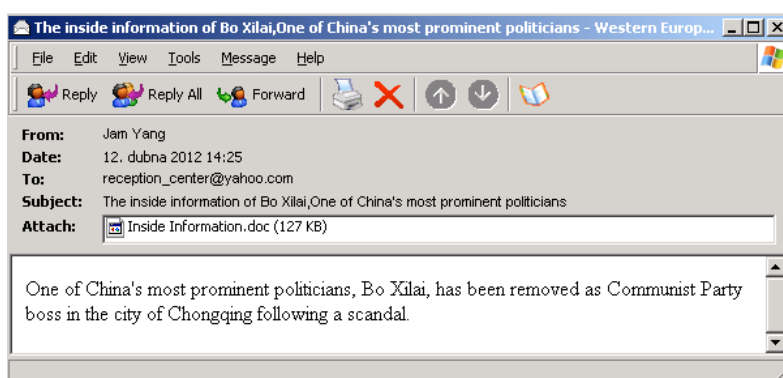 The inside information of Bo Xilai,One of China's most prominent politicians - Western Europ...
File Edit View Tools Message Help
Reply Reply All Forward
From: Jam Yang
Date: 12. dubna 2012 14:25
To: reception_center@yahoo.com
Subject: The inside information of Bo Xilai,One of China's most prominent politicians
Attach: Inside Information.doc (127 KB)
One of China's most prominent politicians, Bo Xilai, has been removed as Communist Party
boss in the city of Chongqing following a scandal.